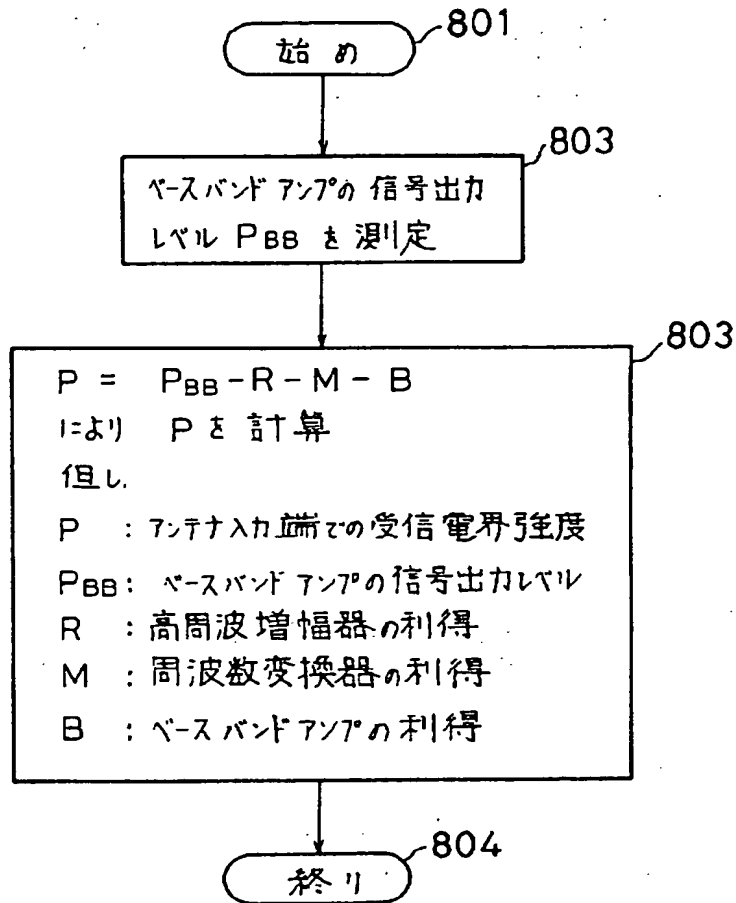 801
始め
803
ベースバンドアンプの信号出力
レベル PBB を測定
803
P = PBB-R-M-B
により P を計算
但し.
P : アンテナ入力端での受信電界強度
PBB: ベースバンドアンプの信号出力レベル
R : 高周波増幅器の利得
M : 周波数変換器の利得
B : ベースバンドアンプの利得
804
終り